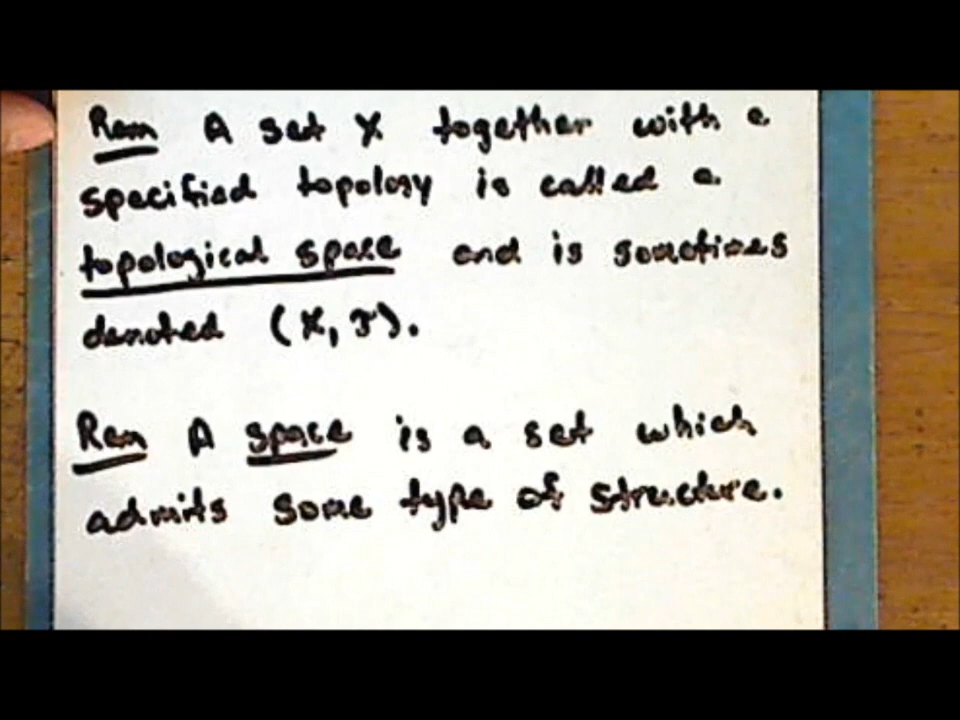 Rem A set X together with a
specified topology is called a
topological space and is sometimes
denoted (X, T).
Rem A space is a set which
admits some type of structure.